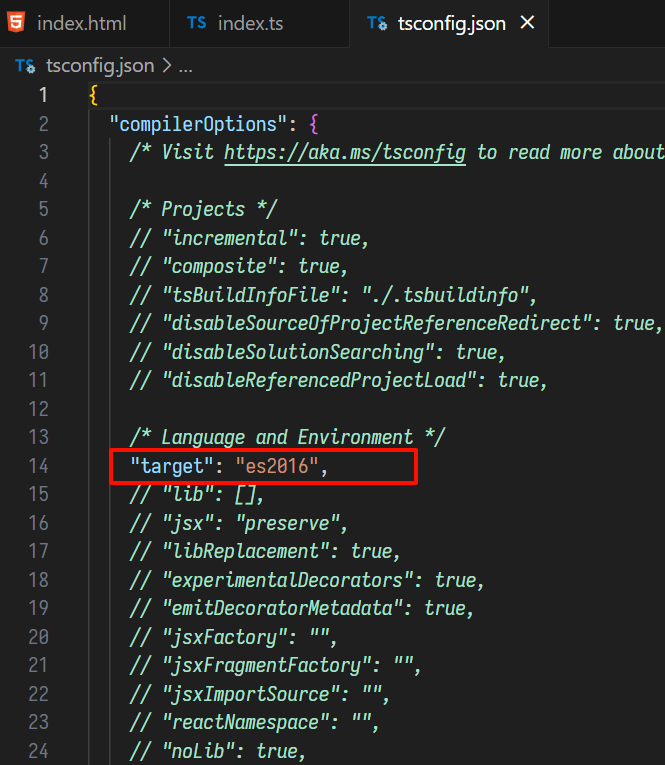 index.html
TS index.ts
TS tsconfig.json ×
TS tsconfig.json > ...
1 {
2 "compilerOptions": {
3 /* Visit https://aka.ms/tsconfig to read more about
4
5 /* Projects */
6 // "incremental": true,
7 // "composite": true,
8 // "tsBuildInfoFile": "./.tsbuildinfo",
9 // "disableSourceOfProjectReferenceRedirect": true,
10 // "disableSolutionSearching": true,
11 // "disableReferencedProjectLoad": true,
12
13 /* Language and Environment */
14 "target": "es2016",
15 // "lib": [],
16 // "jsx": "preserve",
17 // "libReplacement": true,
18 // "experimentalDecorators": true,
19 // "emitDecoratorMetadata": true,
20 // "jsxFactory": "",
21 // "jsxFragmentFactory": "",
22 // "jsxImportSource": "",
23 // "reactNamespace": "",
24 // "noLib": true,